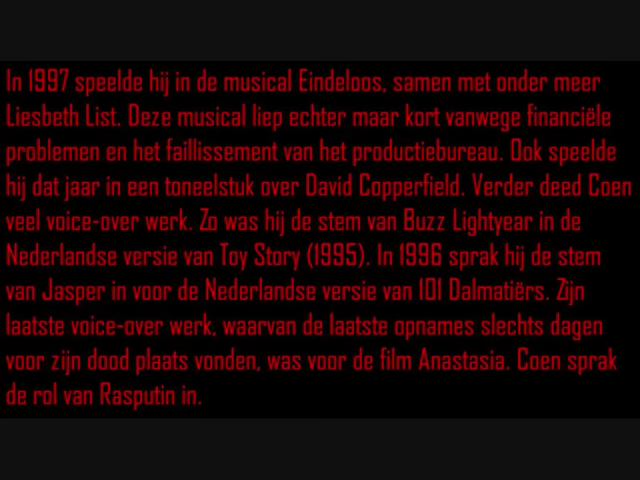 In 1997 speelde hij in de musical Eindeloos, samen met onder meer
Liesbeth List. Deze musical liep echter maar kort vanwege financiële
problemen en het faillissement van het productiebureau. Ook speelde
hij dat jaar in een toneelstuk over David Copperfield. Verder deed Coen
veel voice-over werk. Zo was hij de stem van Buzz Lightyear in de
Nederlandse versie van Toy Story (1995). In 1996 sprak hij de stem
van Jasper in voor de Nederlandse versie van 101 Dalmatiërs. Zijn
laatste voice-over werk, waarvan de laatste opnames slechts dagen
voor zijn dood plaats vonden, was voor de film Anastasia. Coen sprak
de rol van Rasputin in.